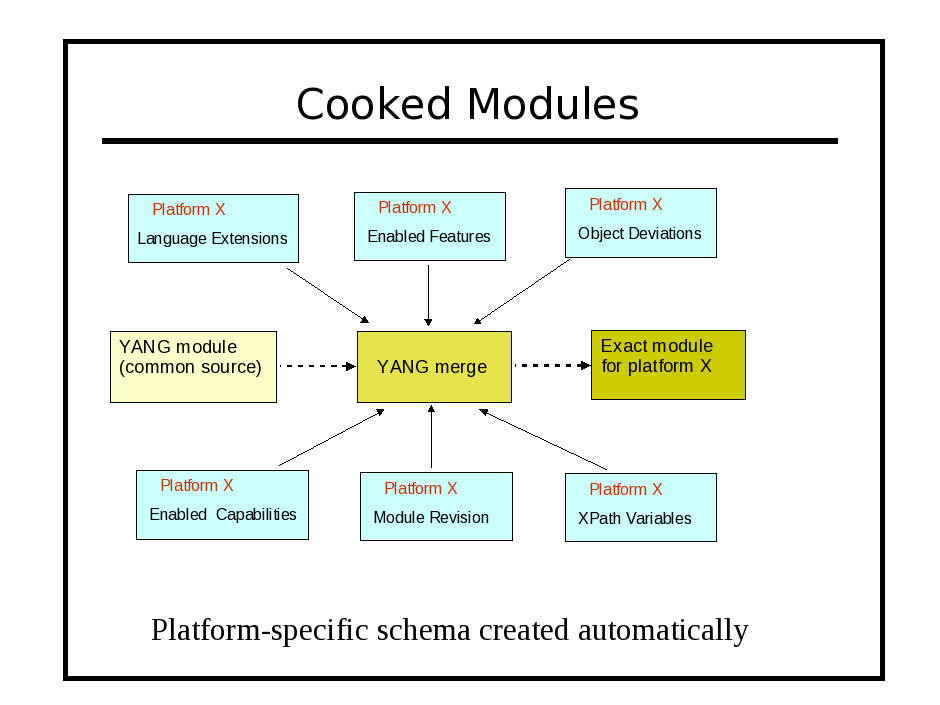 Cooked Modules
Platform X
Language Extensions
Platform X
Enabled Features
Platform X
Object Deviations
YANG module
(common source)
YANG merge
Exact module
for platform X
Platform X
Enabled  Capabilities
Platform X
Module Revision
Platform X
XPath Variables
Platform-specific schema created automatically